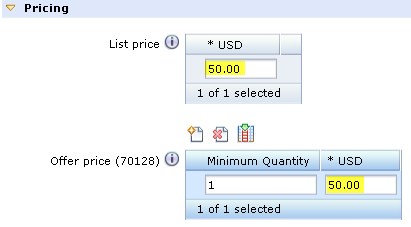 Pricing
List price * USD
50.00
1 of 1 selected
Offer price (70128) Minimum Quantity * USD
1 50.00
1 of 1 selected